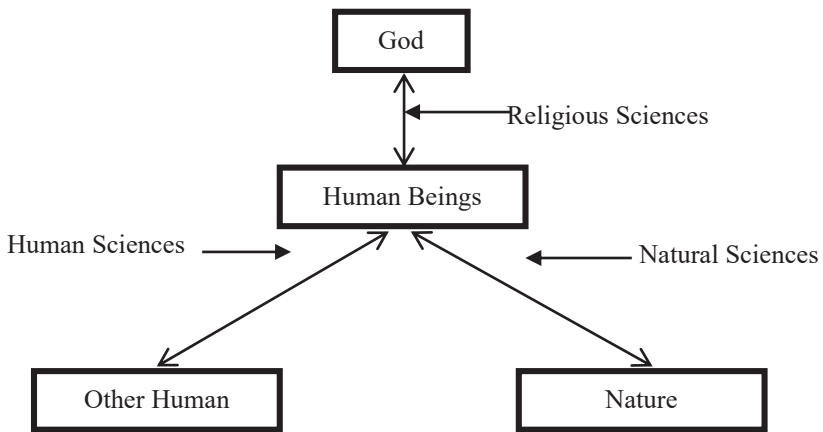 God
Religious Sciences
Human Beings
Human Sciences
Natural Sciences
Other Human
Nature